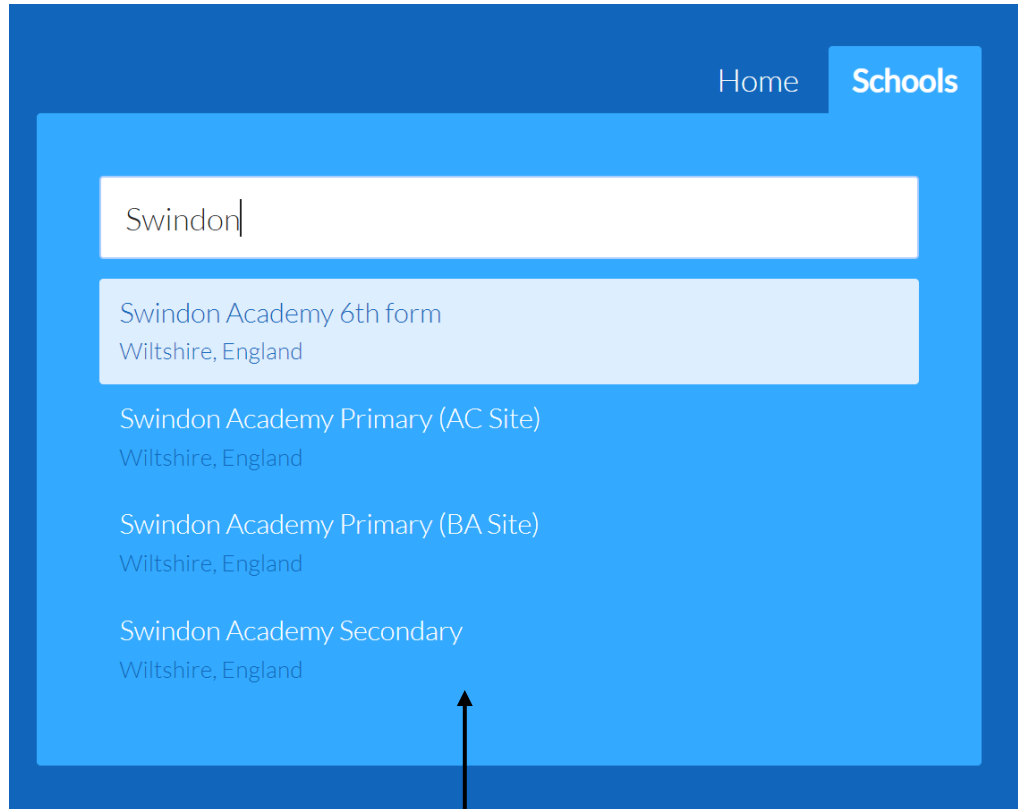 Home Schools
Swindon
Swindon Academy 6th form
Wiltshire, England
Swindon Academy Primary (AC Site)
Wiltshire, England
Swindon Academy Primary (BA Site)
Wiltshire, England
Swindon Academy Secondary
Wiltshire, England